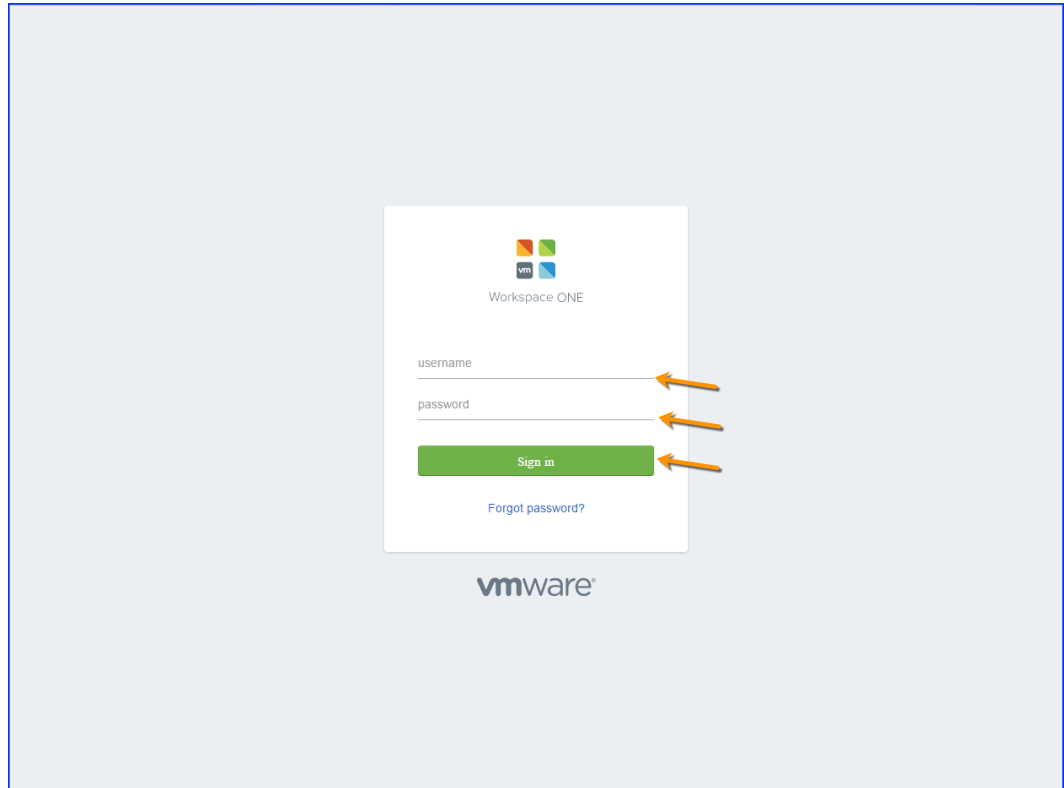 vm
Workspace ONE
username
password
Sign in
Forgot password?
vmware®